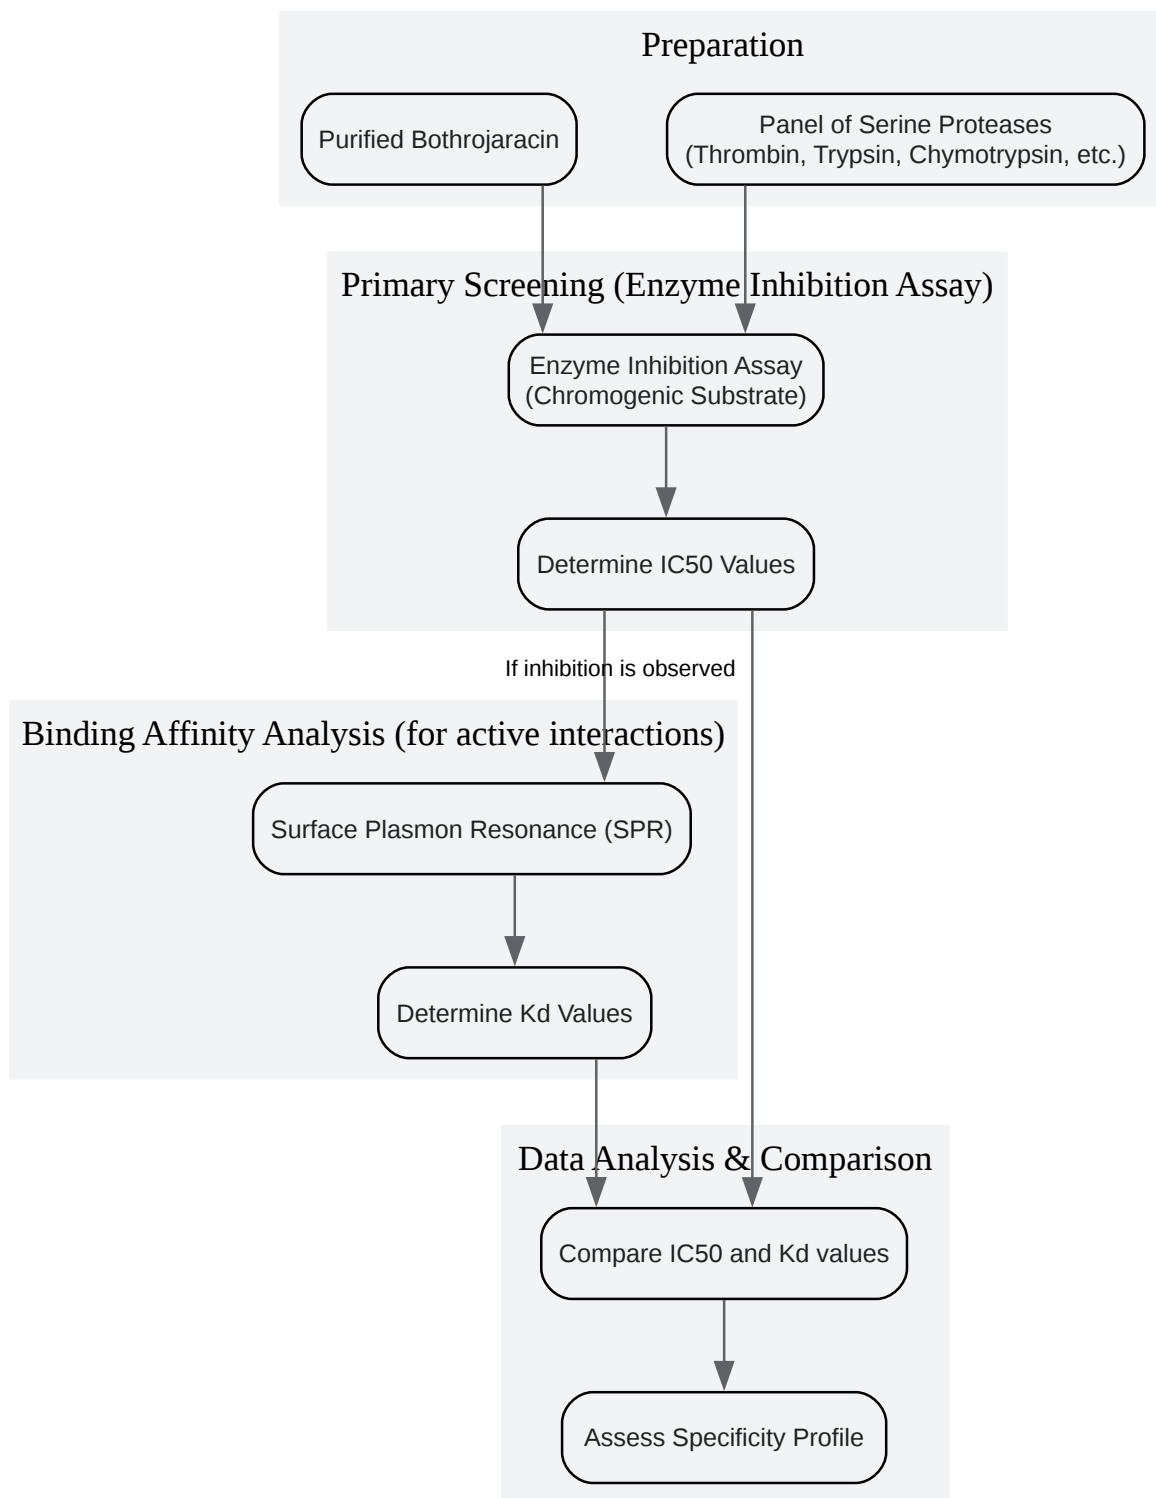 Preparation
Purified Bothrojaracin
Panel of Serine Proteases
(Thrombin, Trypsin, Chymotrypsin, etc.)
Primary Screening (Enzyme Inhibition Assay)
Enzyme Inhibition Assay
(Chromogenic Substrate)
Determine IC50 Values
If inhibition is observed
Binding Affinity Analysis (for active interactions)
Surface Plasmon Resonance (SPR)
Determine Kd Values
Data Analysis & Comparison
Compare IC50 and Kd values
Assess Specificity Profile